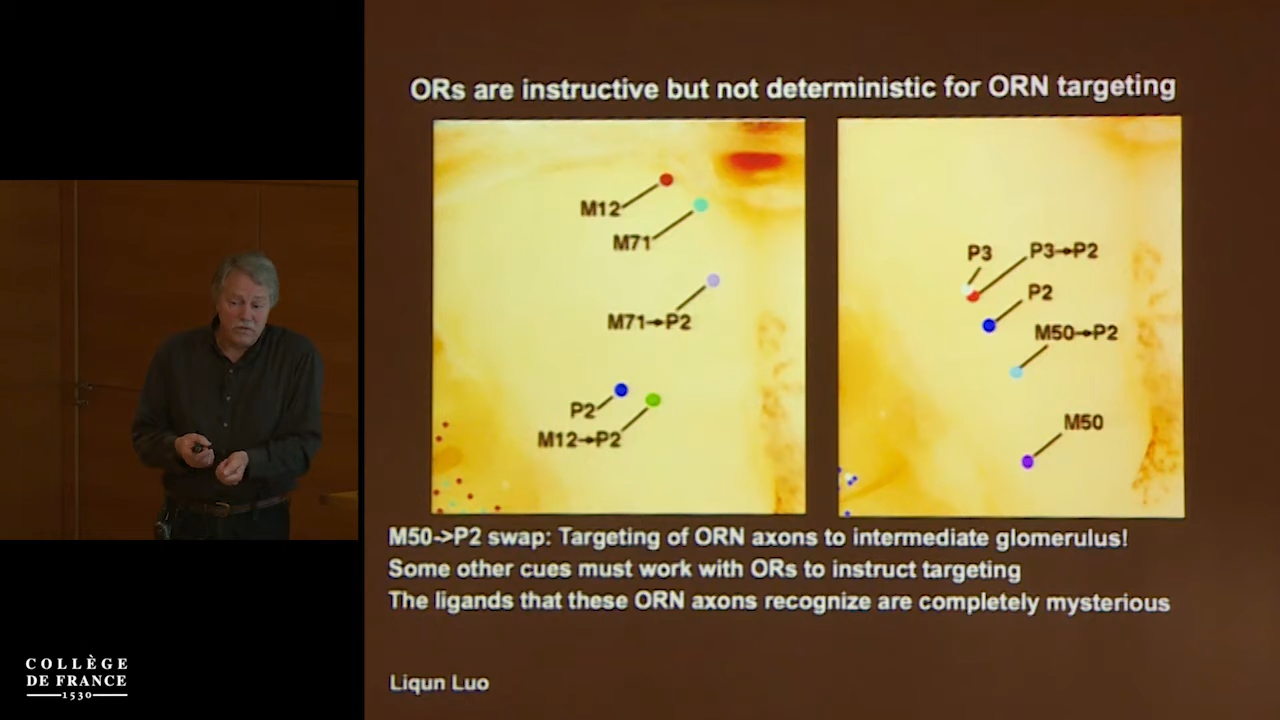 ORs are instructive but not deterministic for ORN targeting
M12
M71
M71→P2
P2
M12→P2
P3
P3→P2
P2
M50→P2
M50
M50->P2 swap: Targeting of ORN axons to intermediate glomerulus!
Some other cues must work with ORs to instruct targeting
The ligands that these ORN axons recognize are completely mysterious
Liqun Luo
COLLÈGE
DE FRANCE
1530